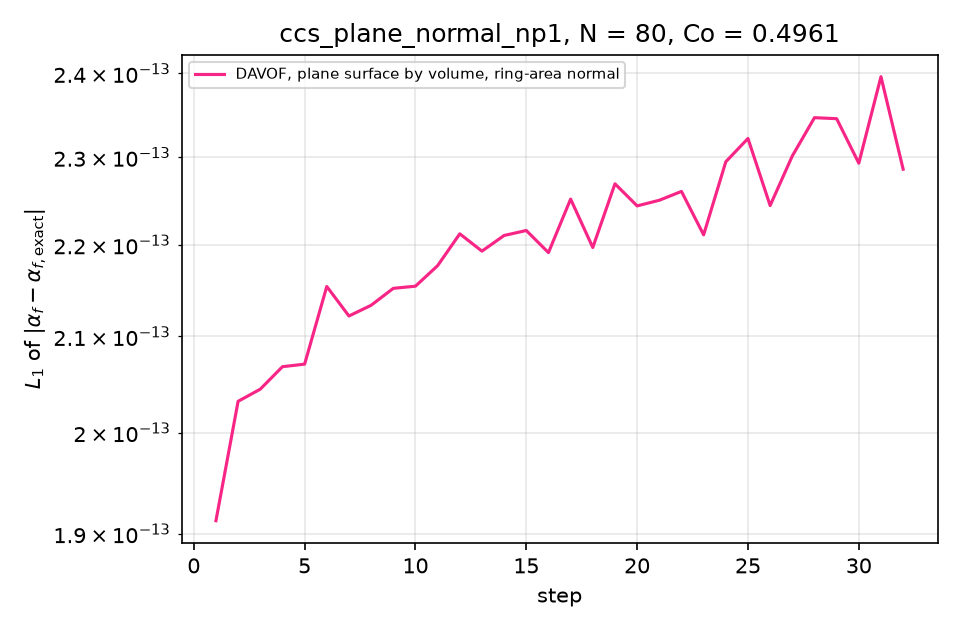 ccs_plane_normal_np1, N = 80, Co = 0.4961
DAVOF, plane surface by volume, ring-area normal
L₁ of |α_f − α_{f,exact}|
2.4 × 10⁻¹³
2.3 × 10⁻¹³
2.2 × 10⁻¹³
2.1 × 10⁻¹³
2 × 10⁻¹³
1.9 × 10⁻¹³
0 5 10 15 20 25 30
step